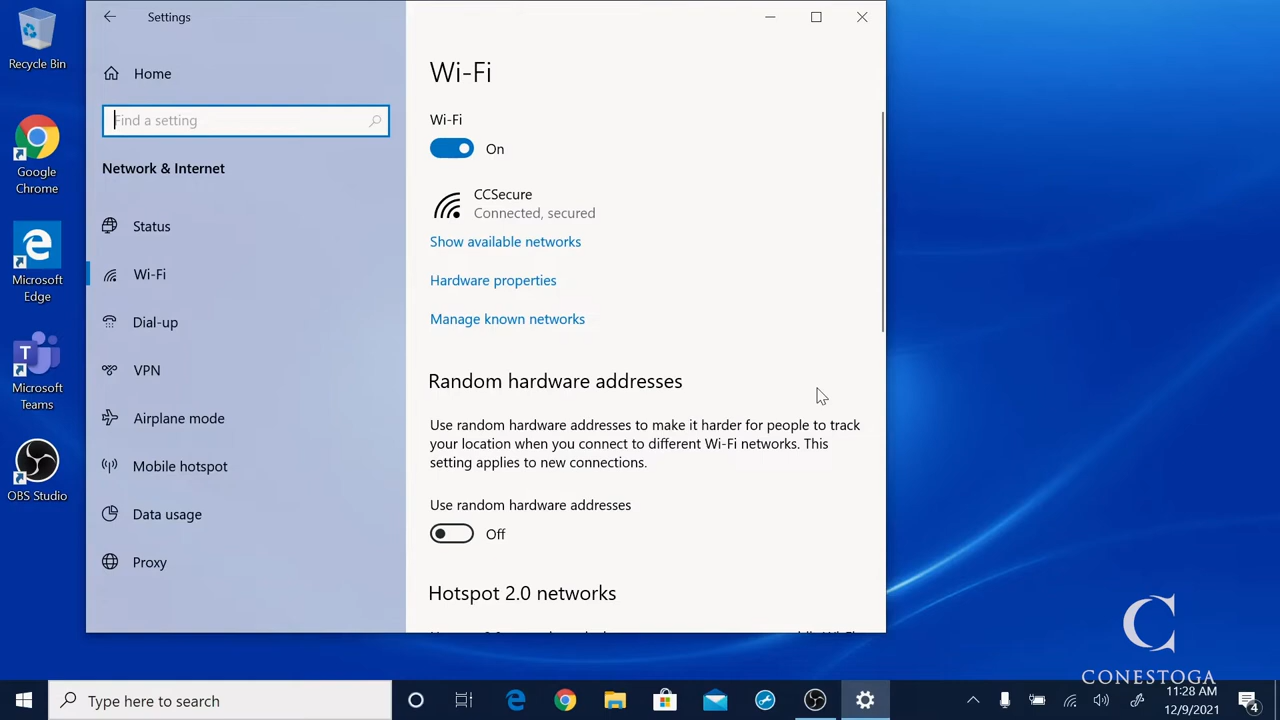 Recycle Bin
Google
Chrome
Microsoft
Edge
Microsoft
Teams
OBS Studio
Settings
Home
Find a setting
Network & Internet
Status
Wi-Fi
Dial-up
VPN
Airplane mode
Mobile hotspot
Data usage
Proxy
Wi-Fi
Wi-Fi
On
CCSecure
Connected, secured
Show available networks
Hardware properties
Manage known networks
Random hardware addresses
Use random hardware addresses to make it harder for people to track
your location when you connect to different Wi-Fi networks. This
setting applies to new connections.
Use random hardware addresses
Off
Hotspot 2.0 networks
CONESTOGA
Type here to search
11:28 AM
12/9/2021
4